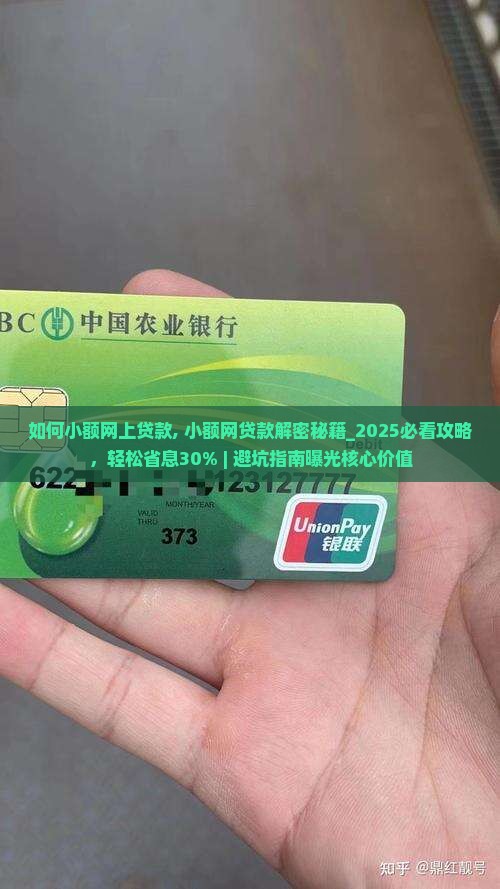 BC 中国农业银行
如何小额网上贷款, 小额网贷款解密秘籍_2025必看攻略
，轻松省息30% | 避坑指南曝光核心价值
Debit
622 123127777
MONTH/YEAR
VALID
THRU
373
UnionPay
银联
知乎 @鼎红靓号